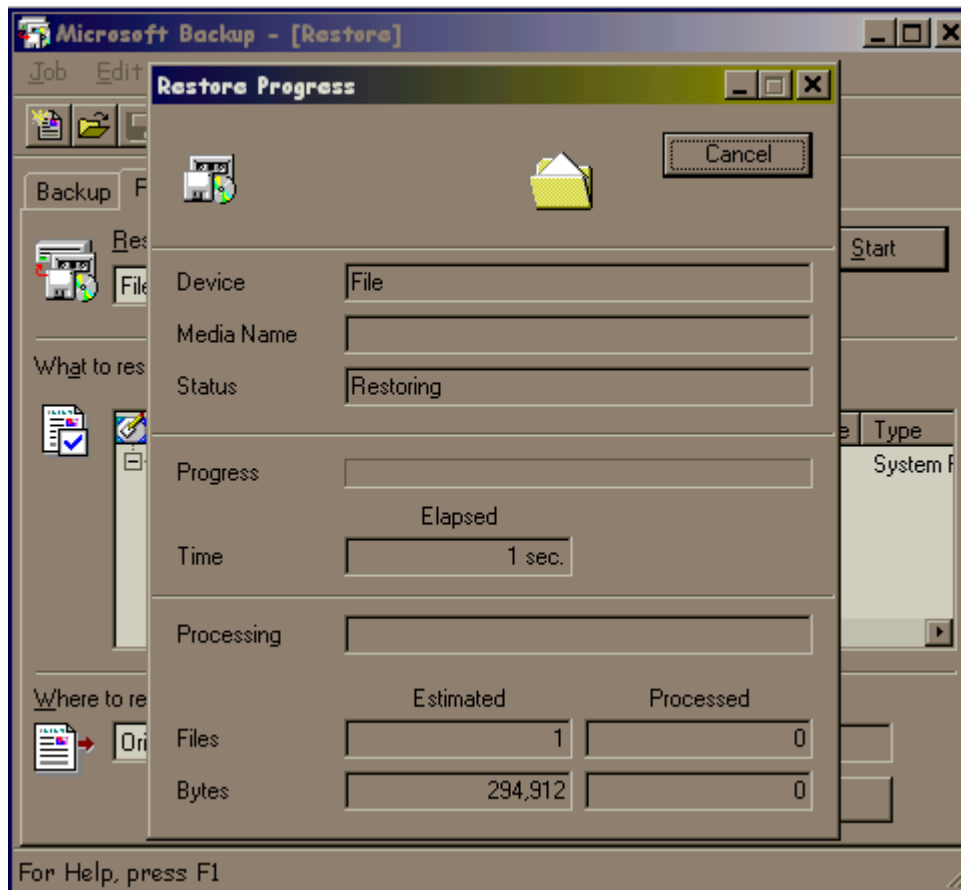 Microsoft Backup - [Restore]
Job Edit
Restore Progress
Cancel
Backup
Start
Device File
Media Name
Status Restoring
What to res
Type
System
Progress
Elapsed
Time 1 sec.
Processing
Where to re
Estimated Processed
Files 1 0
Bytes 294,912 0
For Help, press F1